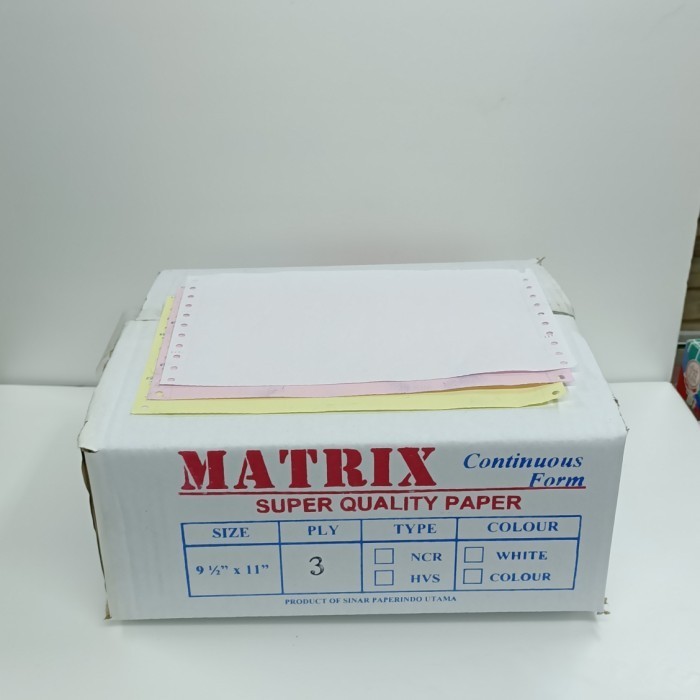 MATRIX Continuous Form
SUPER QUALITY PAPER
SIZE PLY TYPE COLOUR
9 ½" x 11" 3 NCR WHITE
HVS COLOUR
PRODUCT OF SINAR PAPERINDO UTAMA